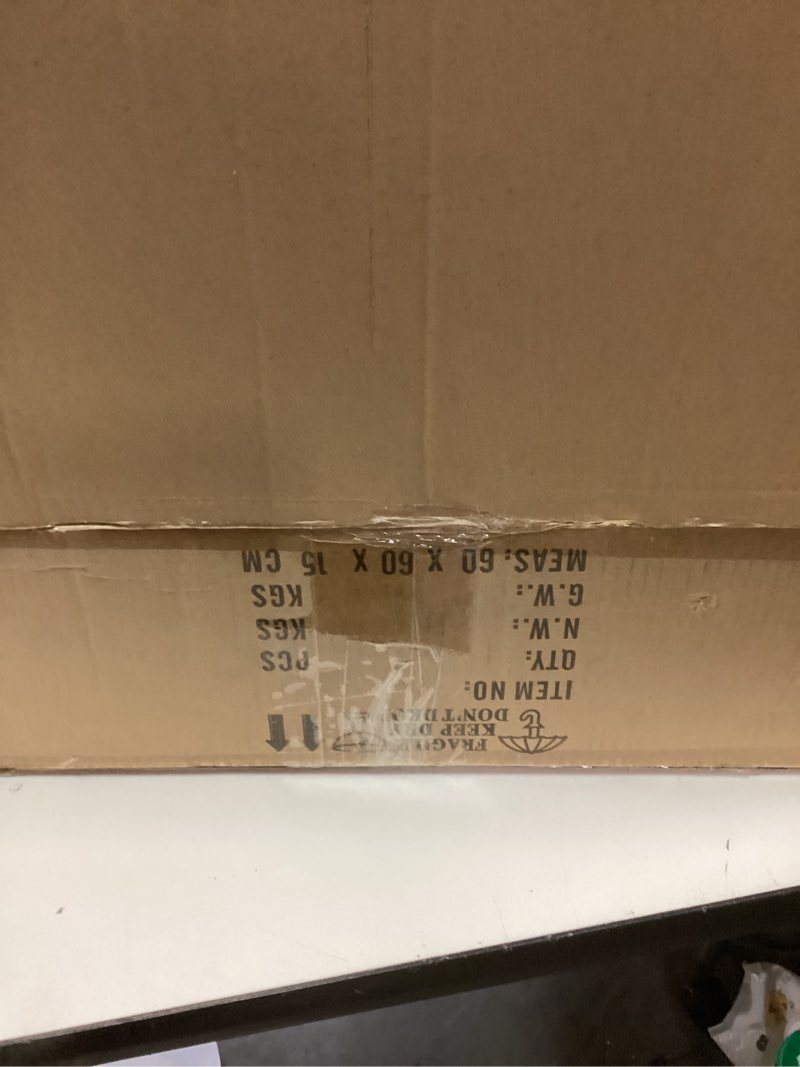 FRAGILE
KEEP DRY
DON'T DROP
ITEM NO:
QTY: PCS
N.W.: KGS
G.W.: KGS
MEAS: 60 X 60 X 15 CM